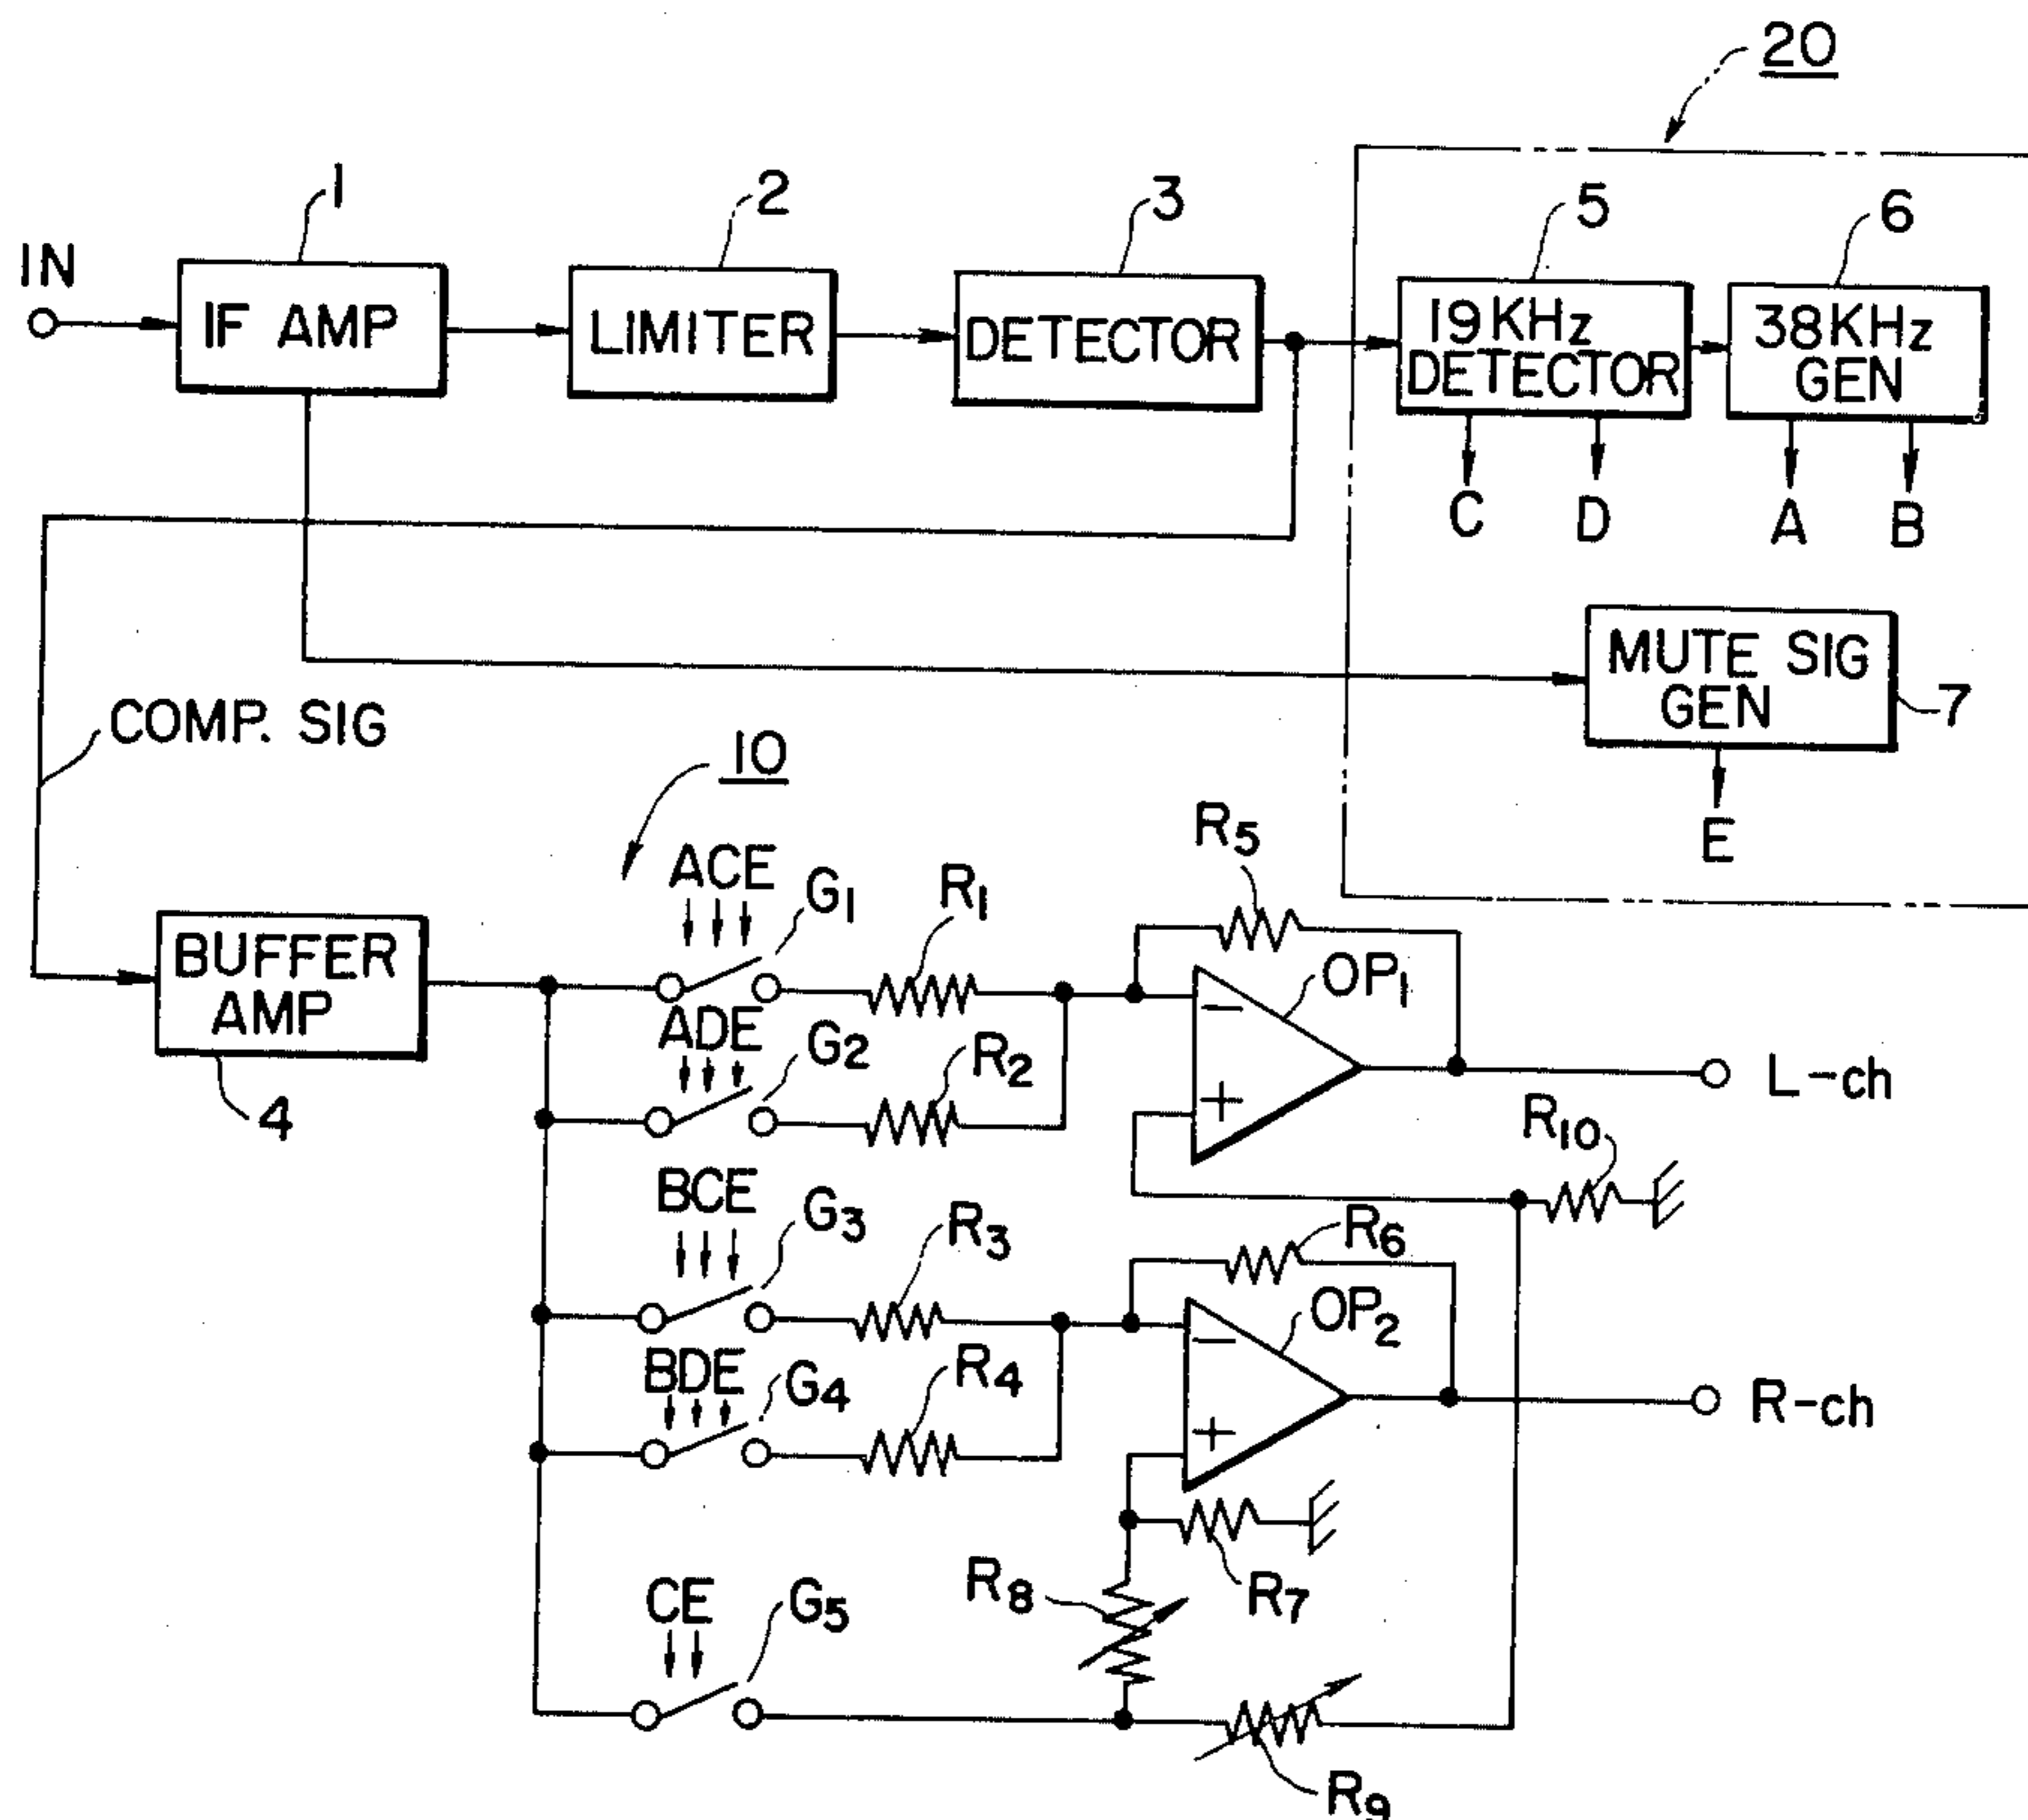 20
1
2
3
5
6
IN
IF AMP
LIMITER
DETECTOR
19KHz
DETECTOR
38KHz
GEN
C
D
A
B
MUTE SIG
GEN
7
E
COMP. SIG
10
BUFFER
AMP
4
ACE
G1
R1
R5
OP1
−
+
L-ch
ADE
G2
R2
R10
BCE
G3
R3
R6
OP2
−
+
R-ch
BDE
G4
R4
R7
R8
CE
G5
R9